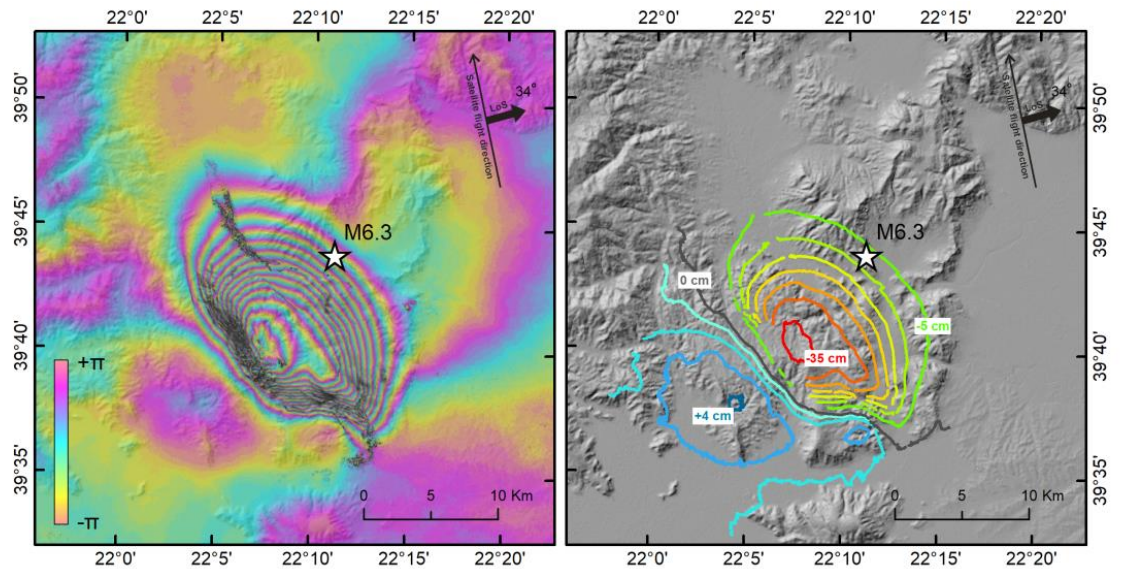 22°0' 22°5' 22°10' 22°15' 22°20'
22°0' 22°5' 22°10' 22°15' 22°20'
39°50'
39°45'
39°40'
39°35'
Satellite flight direction
LoS
34°
M6.3
+π
-π
0 5 10 Km
22°0' 22°5' 22°10' 22°15' 22°20'
Satellite flight direction
LoS
34°
M6.3
0 cm
-5 cm
-35 cm
+4 cm
0 5 10 Km
39°50'
39°45'
39°40'
39°35'
22°0' 22°5' 22°10' 22°15' 22°20'